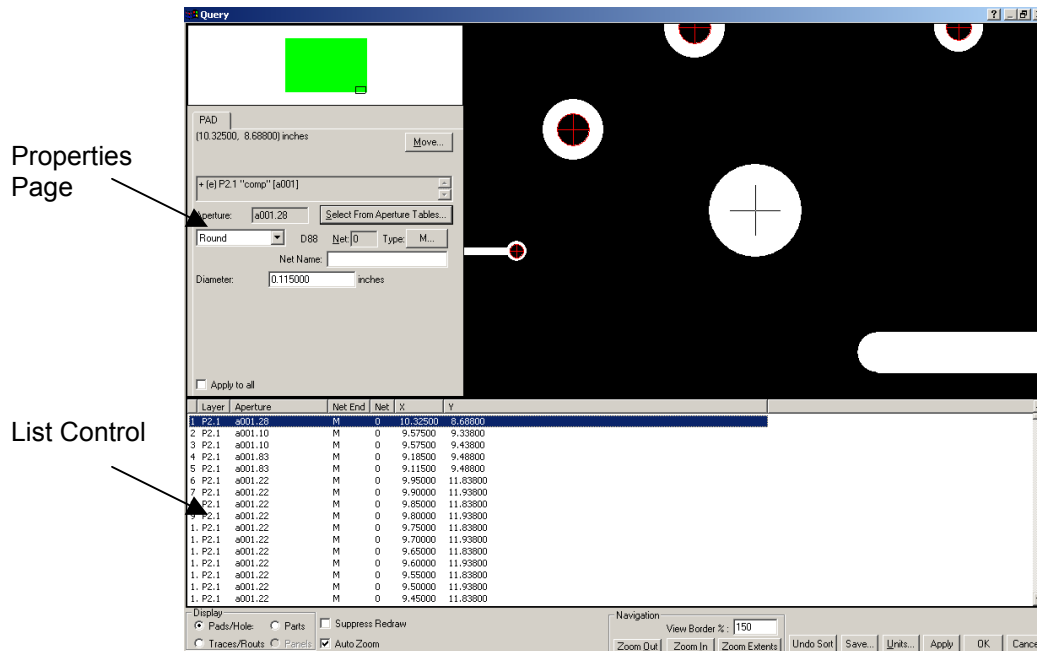 Query
PAD
(10.32500, 8.68800) inches
Move...
+ (e) P2.1 "comp" [a001]
Properties
Page
Aperture: a001.28 Select From Aperture Tables...
Round D88 Net: 0 Type: M...
Net Name:
Diameter: 0.115000 inches
Apply to all
List Control
Layer Aperture Net End Net X Y
1 P2.1 a001.28 M 0 10.32500 8.68800
2 P2.1 a001.10 M 0 9.57500 9.33800
3 P2.1 a001.10 M 0 9.57500 9.43800
4 P2.1 a001.83 M 0 9.18500 9.48800
5 P2.1 a001.83 M 0 9.11500 9.48800
6 P2.1 a001.22 M 0 9.95000 11.83800
7 P2.1 a001.22 M 0 9.90000 11.93800
P2.1 a001.22 M 0 9.85000 11.83800
9 P2.1 a001.22 M 0 9.80000 11.93800
1. P2.1 a001.22 M 0 9.75000 11.83800
1. P2.1 a001.22 M 0 9.70000 11.93800
1. P2.1 a001.22 M 0 9.65000 11.83800
1. P2.1 a001.22 M 0 9.60000 11.93800
1. P2.1 a001.22 M 0 9.55000 11.83800
1. P2.1 a001.22 M 0 9.50000 11.93800
1. P2.1 a001.22 M 0 9.45000 11.83800
Display
Pads/Hole: Parts Suppress Redraw
Traces/Routs Panels Auto Zoom
Navigation
View Border %: 150
Zoom Out Zoom In Zoom Extents Undo Sort Save... Units... Apply OK Cance